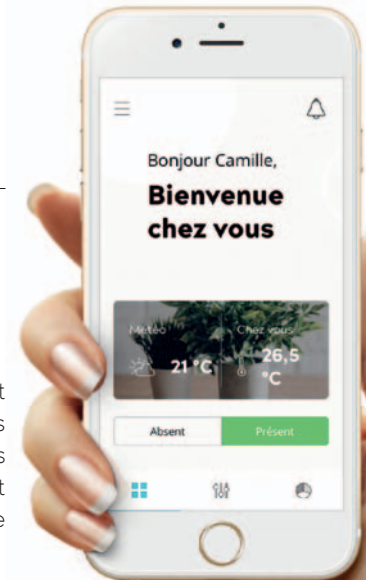 Bonjour Camille,
Bienvenue
chez vous
Météo
Chez vous
21 °C
26,5
°C
Absent
Présent
t
s
s
t
e